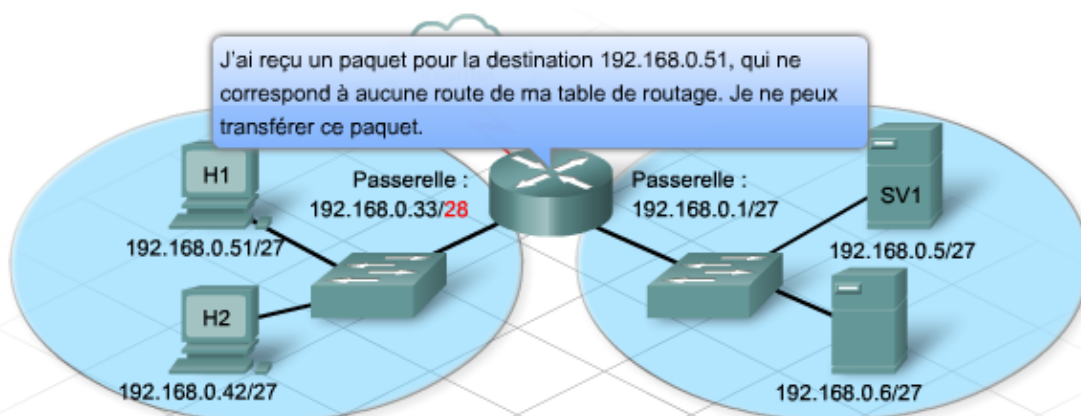 J'ai reçu un paquet pour la destination 192.168.0.51, qui ne
correspond à aucune route de ma table de routage. Je ne peux
transférer ce paquet.
H1
Passerelle :
192.168.0.33/28
Passerelle :
192.168.0.1/27
SV1
192.168.0.51/27
192.168.0.5/27
H2
192.168.0.42/27
192.168.0.6/27